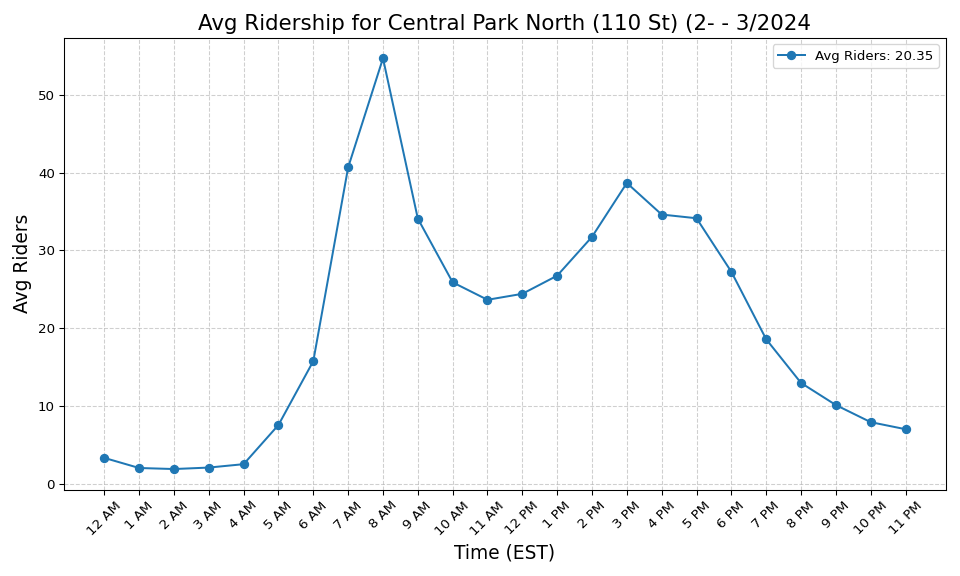 Avg Ridership for Central Park North (110 St) (2- - 3/2024
Avg Riders: 20.35
Avg Riders
50
40
30
20
10
0
12 AM 1 AM 2 AM 3 AM 4 AM 5 AM 6 AM 7 AM 8 AM 9 AM 10 AM 11 AM 12 PM 1 PM 2 PM 3 PM 4 PM 5 PM 6 PM 7 PM 8 PM 9 PM 10 PM 11 PM
Time (EST)